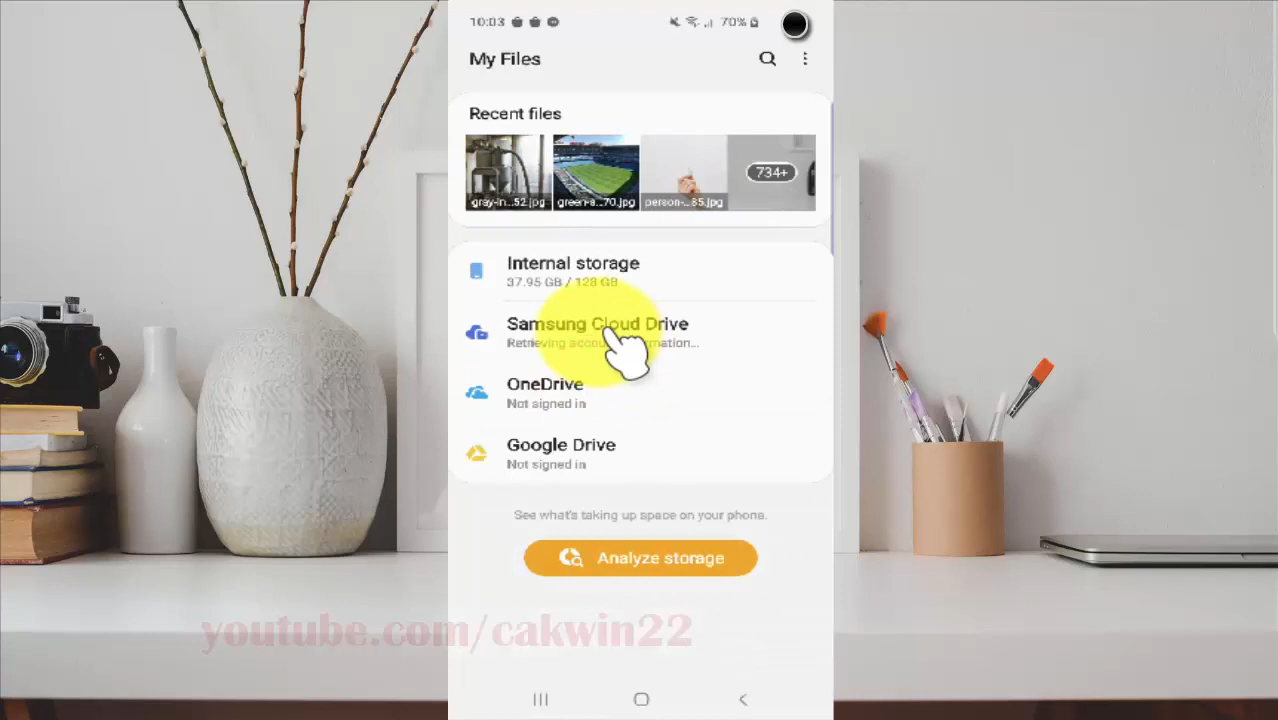 10:03
70%
My Files
Recent files
gray-in...52.jpg
green-a...70.jpg
person-...85.jpg
734+
Internal storage
37.95 GB / 128 GB
Samsung Cloud Drive
Retrieving accou
mation...
OneDrive
Not signed in
Google Drive
Not signed in
See what's taking up space on your phone.
Analyze storage
youtube.com/cakwin22